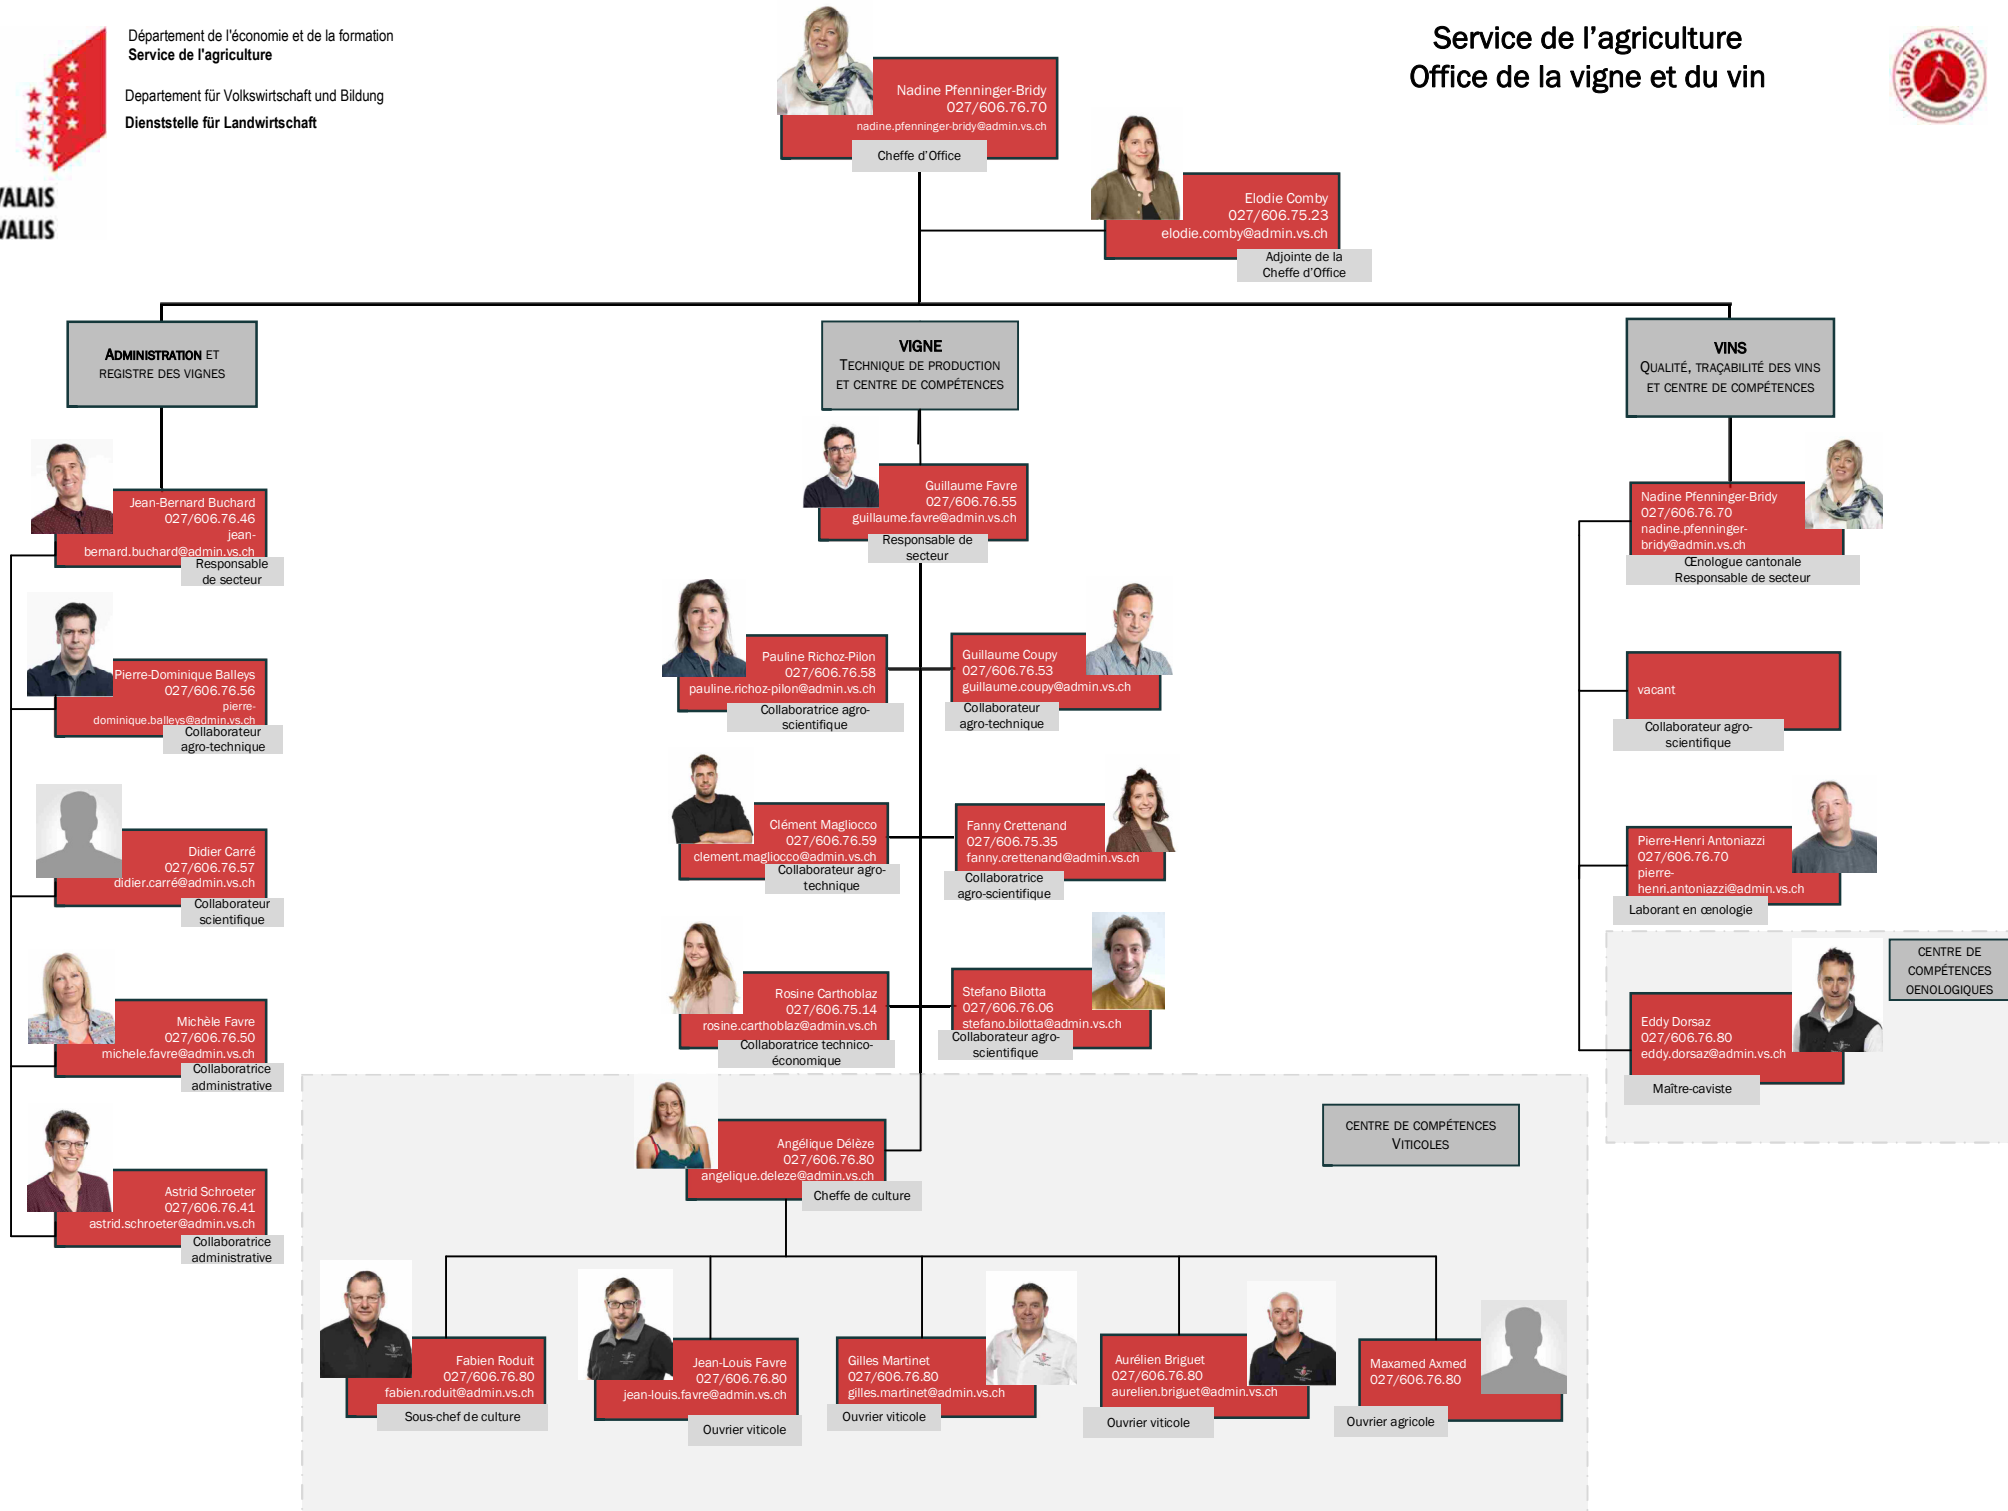 Département de l'économie et de la formation
Service de l'agriculture
Departement für Volkswirtschaft und Bildung
Dienststelle für Landwirtschaft
VALAIS
WALLIS
Service de l'agriculture
Office de la vigne et du vin
valais excellence
Nadine Pfenninger-Bridy
027/606.76.70
nadine.pfenninger-bridy@admin.vs.ch
Cheffe d'Office
Elodie Comby
027/606.75.23
elodie.comby@admin.vs.ch
Adjointe de la
Cheffe d'Office
ADMINISTRATION ET
REGISTRE DES VIGNES
Jean-Bernard Buchard
027/606.76.46
jean-
bernard.buchard@admin.vs.ch
Responsable
de secteur
Pierre-Dominique Balleys
027/606.76.56
pierre-
dominique.balleys@admin.vs.ch
Collaborateur
agro-technique
Didier Carré
027/606.76.57
didier.carré@admin.vs.ch
Collaborateur
scientifique
Michèle Favre
027/606.76.50
michele.favre@admin.vs.ch
Collaboratrice
administrative
Astrid Schroeter
027/606.76.41
astrid.schroeter@admin.vs.ch
Collaboratrice
administrative
VIGNE
TECHNIQUE DE PRODUCTION
ET CENTRE DE COMPÉTENCES
Guillaume Favre
027/606.76.55
guillaume.favre@admin.vs.ch
Responsable de
secteur
Pauline Richoz-Pilon
027/606.76.58
pauline.richoz-pilon@admin.vs.ch
Collaboratrice agro-
scientifique
Guillaume Coupy
027/606.76.53
guillaume.coupy@admin.vs.ch
Collaborateur
agro-technique
Clément Magliocco
027/606.76.59
clement.magliocco@admin.vs.ch
Collaborateur agro-
technique
Fanny Crettenand
027/606.75.35
fanny.crettenand@admin.vs.ch
Collaboratrice
agro-scientifique
Rosine Carthoblaz
027/606.75.14
rosine.carthoblaz@admin.vs.ch
Collaboratrice technico-
économique
Stefano Bilotta
027/606.76.06
stefano.bilotta@admin.vs.ch
Collaborateur agro-
scientifique
CENTRE DE COMPÉTENCES
VITICOLES
Angélique Délèze
027/606.76.80
angelique.deleze@admin.vs.ch
Cheffe de culture
Fabien Roduit
027/606.76.80
fabien.roduit@admin.vs.ch
Sous-chef de culture
Jean-Louis Favre
027/606.76.80
jean-louis.favre@admin.vs.ch
Ouvrier viticole
Gilles Martinet
027/606.76.80
gilles.martinet@admin.vs.ch
Ouvrier viticole
Aurélien Briguet
027/606.76.80
aurelien.briguet@admin.vs.ch
Ouvrier viticole
Maxamed Axmed
027/606.76.80
Ouvrier agricole
VINS
QUALITÉ, TRAÇABILITÉ DES VINS
ET CENTRE DE COMPÉTENCES
Nadine Pfenninger-Bridy
027/606.76.70
nadine.pfenninger-
bridy@admin.vs.ch
Œnologue cantonale
Responsable de secteur
vacant
Collaborateur agro-
scientifique
Pierre-Henri Antoniazzi
027/606.76.70
pierre-
henri.antoniazzi@admin.vs.ch
Laborant en œnologie
CENTRE DE
COMPÉTENCES
OENOLOGIQUES
Eddy Dorsaz
027/606.76.80
eddy.dorsaz@admin.vs.ch
Maître-caviste